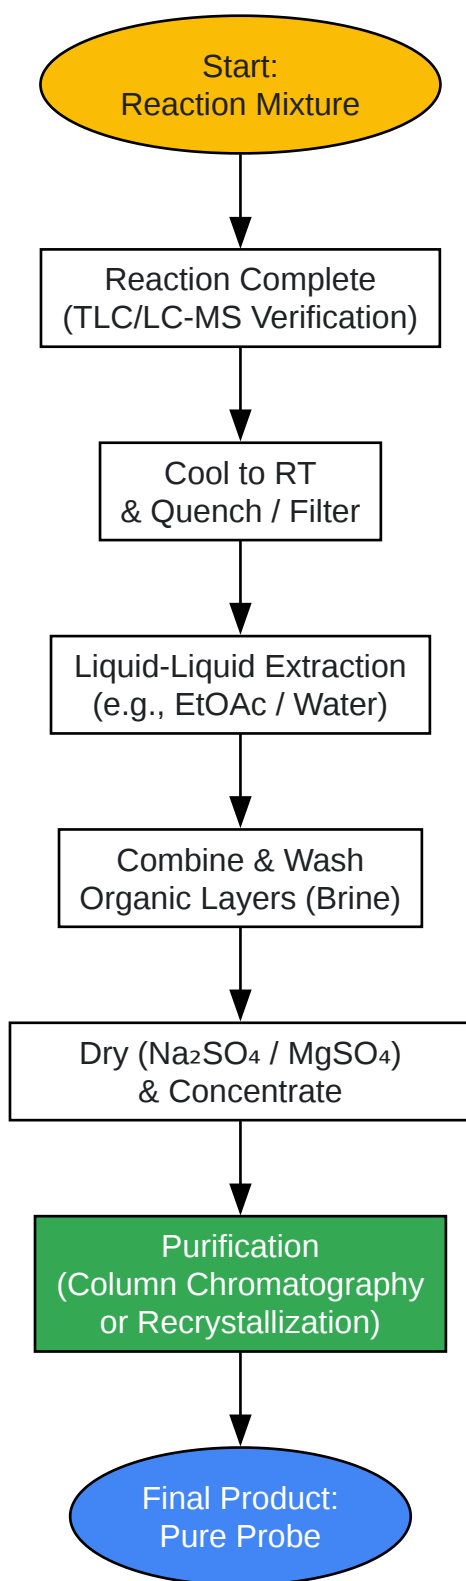 Start:
Reaction Mixture
Reaction Complete
(TLC/LC-MS Verification)
Cool to RT
& Quench / Filter
Liquid-Liquid Extraction
(e.g., EtOAc / Water)
Combine & Wash
Organic Layers (Brine)
Dry (Na₂SO₄ / MgSO₄)
& Concentrate
Purification
(Column Chromatography
or Recrystallization)
Final Product:
Pure Probe